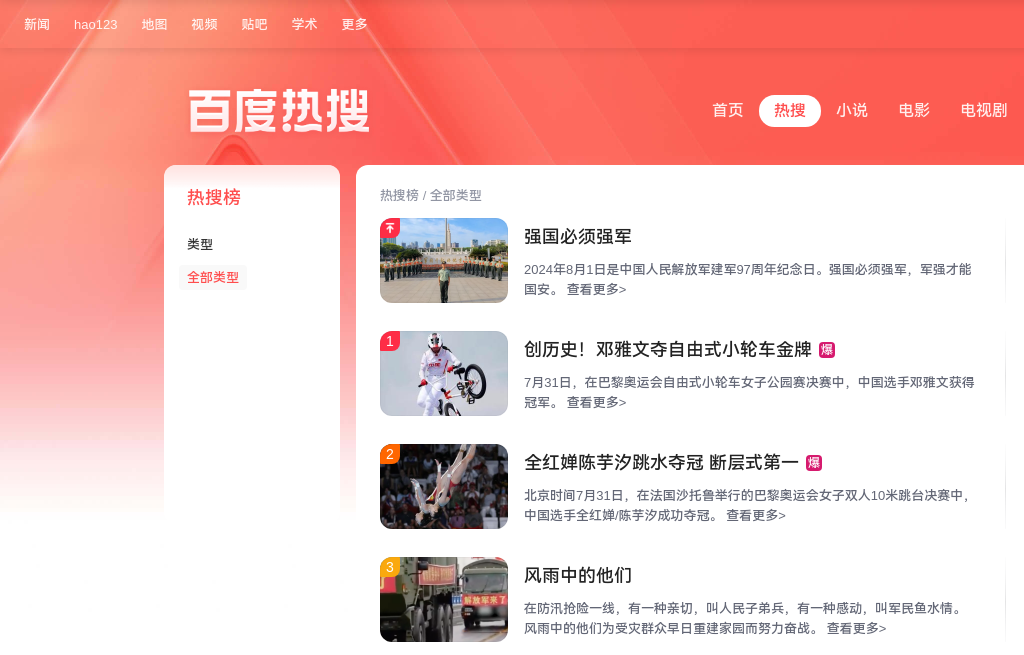 新闻 hao123 地图 视频 贴吧 学术 更多
百度热搜
首页 热搜 小说 电影 电视剧
热搜榜
类型
全部类型
热搜榜 / 全部类型
强国必须强军
2024年8月1日是中国人民解放军建军97周年纪念日。强国必须强军，军强才能
国安。 查看更多>
1
创历史！邓雅文夺自由式小轮车金牌 爆
7月31日，在巴黎奥运会自由式小轮车女子公园赛决赛中，中国选手邓雅文获得
冠军。 查看更多>
2
全红婵陈芋汐跳水夺冠 断层式第一 爆
北京时间7月31日，在法国沙托鲁举行的巴黎奥运会女子双人10米跳台决赛中，
中国选手全红婵/陈芋汐成功夺冠。 查看更多>
3
解放军来了
风雨中的他们
在防汛抢险一线，有一种亲切，叫人民子弟兵，有一种感动，叫军民鱼水情。
风雨中的他们为受灾群众早日重建家园而努力奋战。 查看更多>